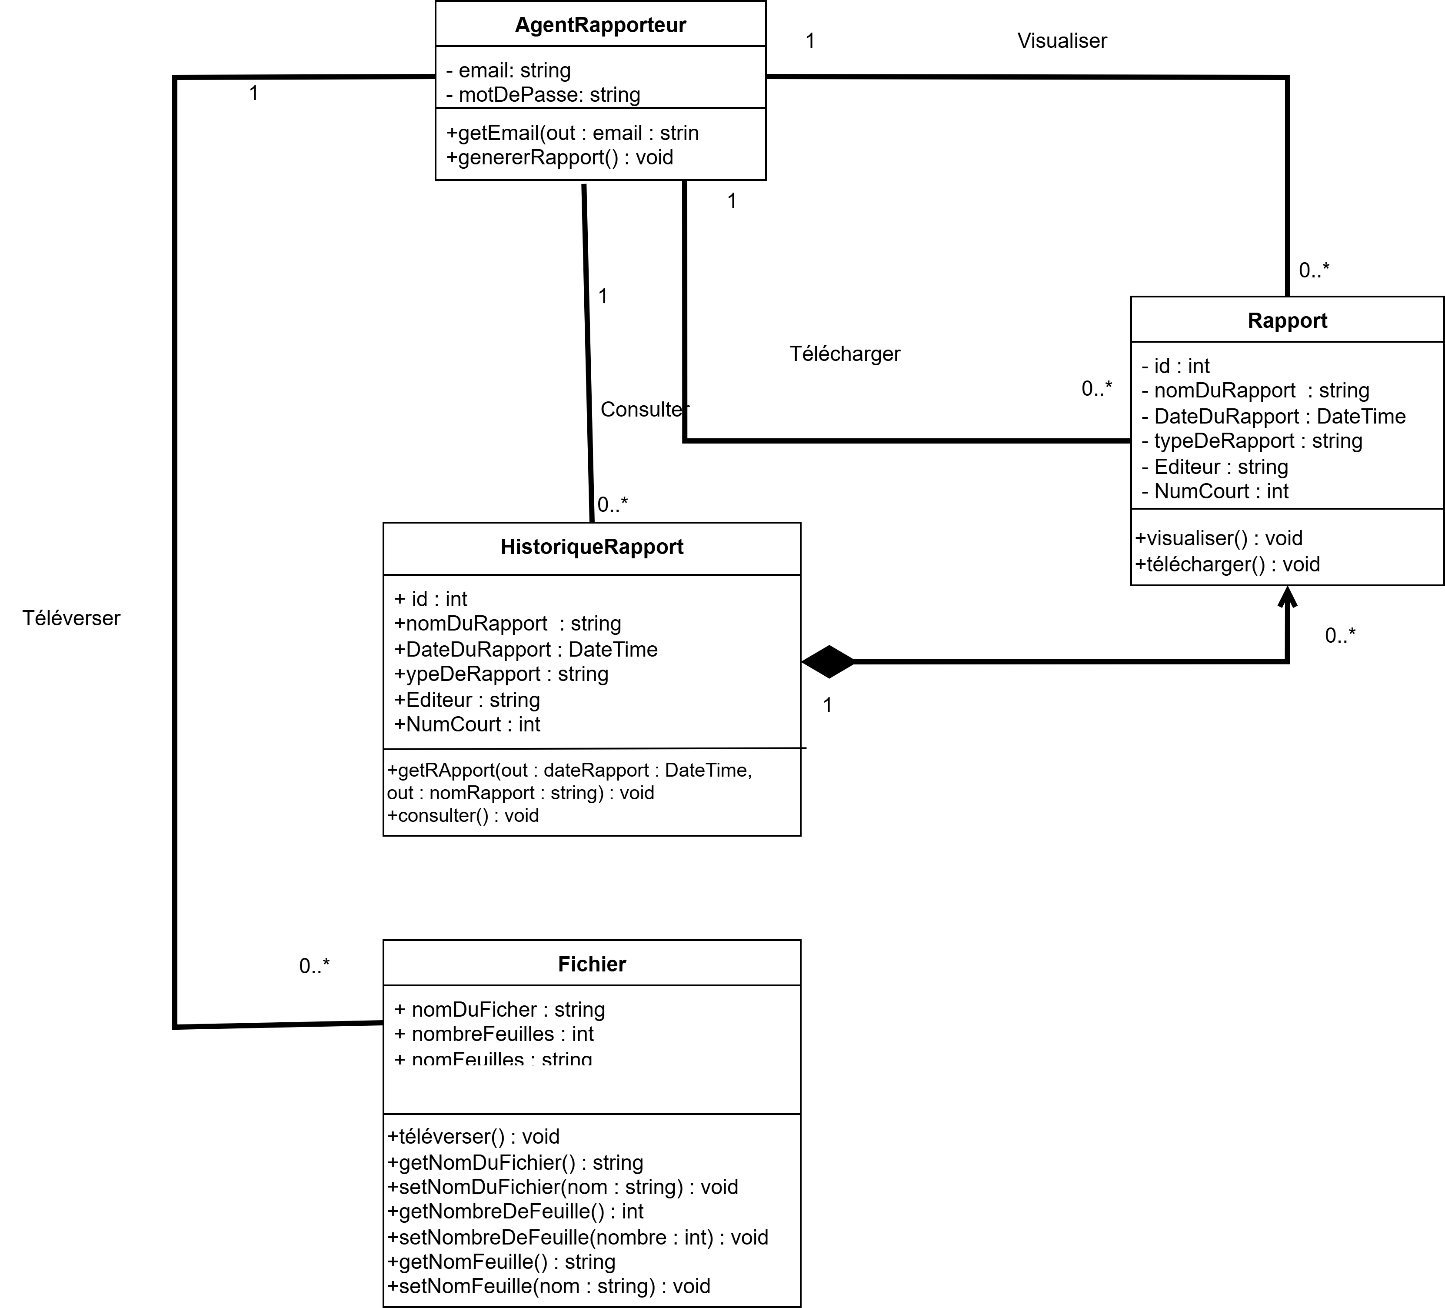 AgentRapporteur
- email: string
- motDePasse: string
+getEmail(out : email : strin
+genererRapport() : void
1
Visualiser
0..*
1
1
Télécharger
0..*
1
Consulter
0..*
Rapport
- id : int
- nomDuRapport : string
- DateDuRapport : DateTime
- typeDeRapport : string
- Editeur : string
- NumCourt : int
+visualiser() : void
+télécharger() : void
HistoriqueRapport
+ id : int
+nomDuRapport : string
+DateDuRapport : DateTime
+ypeDeRapport : string
+Editeur : string
+NumCourt : int
+getRApport(out : dateRapport : DateTime,
out : nomRapport : string) : void
+consulter() : void
1
0..*
Téléverser
0..*
Fichier
+ nomDuFicher : string
+ nombreFeuilles : int
+ nomFeuilles : string
+téléverser() : void
+getNomDuFichier() : string
+setNomDuFichier(nom : string) : void
+getNombreDeFeuille() : int
+setNombreDeFeuille(nombre : int) : void
+getNomFeuille() : string
+setNomFeuille(nom : string) : void